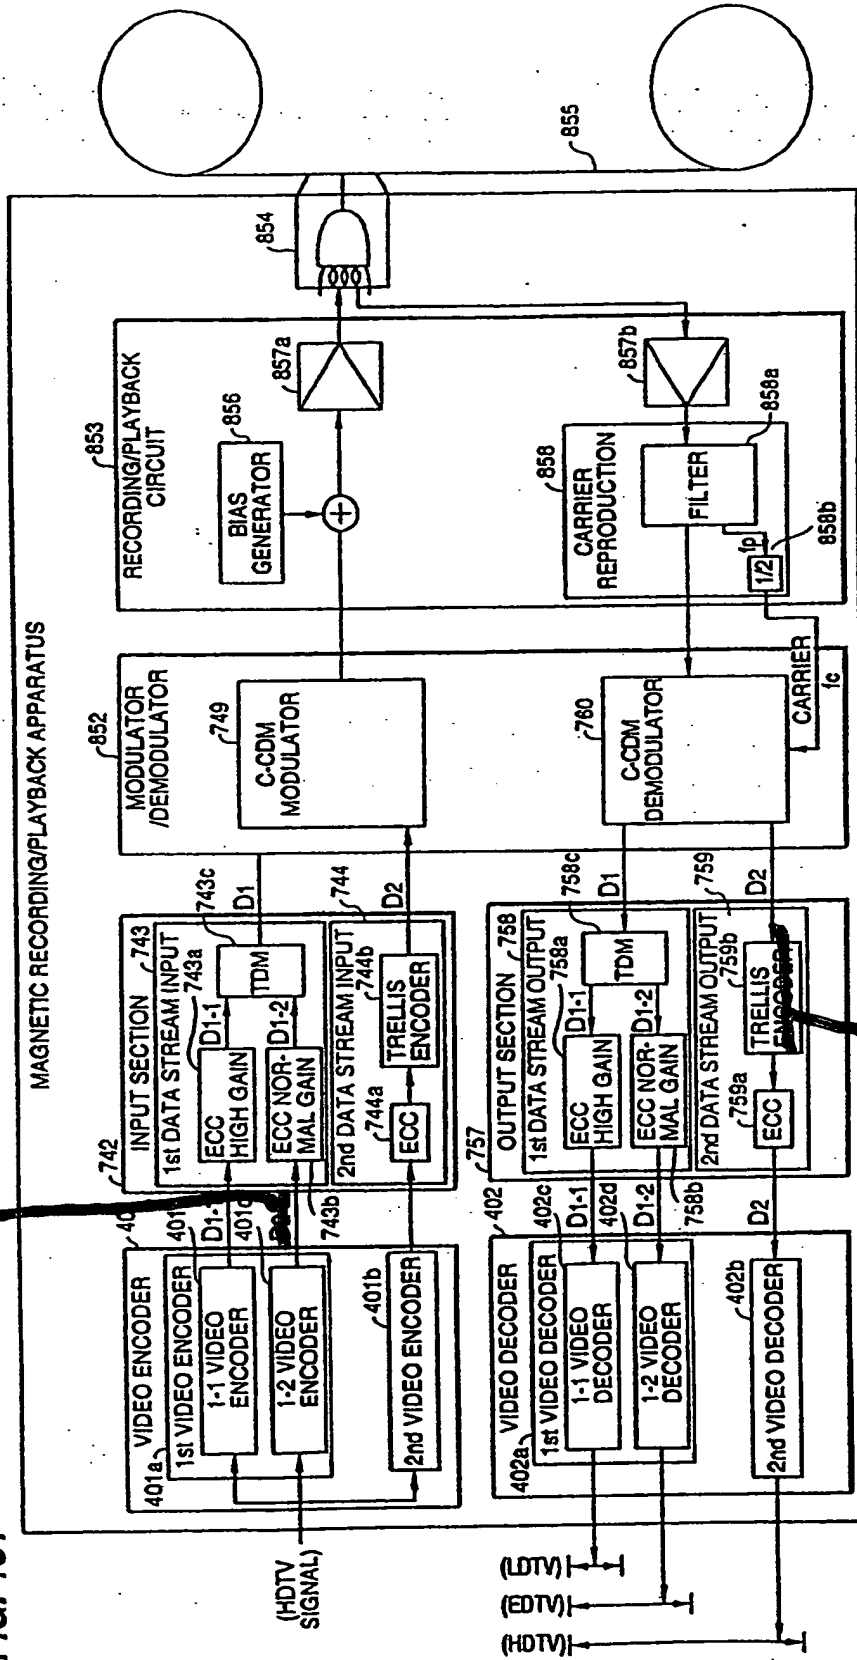 MAGNETIC RECORDING/PLAYBACK APPARATUS
(HDTV
SIGNAL)
VIDEO ENCODER
401a
1st VIDEO ENCODER
401
1-1 VIDEO
ENCODER
D1-1
401c
1-2 VIDEO
ENCODER
2nd VIDEO ENCODER
401b
742
INPUT SECTION
743
1st DATA STREAM INPUT
743a
ECC
HIGH GAIN
D1-1
743c
TDM
D1
ECC NOR-
MAL GAIN
D1-2
743b
744
2nd DATA STREAM INPUT
744a
ECC
744b
TRELLIS
ENCODER
D2
852
MODULATOR
/DEMODULATOR
749
C-CDM
MODULATOR
760
C-CDM
DEMODULATOR
CARRIER
fc
853
RECORDING/PLAYBACK
CIRCUIT
856
BIAS
GENERATOR
+
857a
854
855
857b
858
CARRIER
REPRODUCTION
FILTER
858a
fp
1/2
858b
757
OUTPUT SECTION
758
1st DATA STREAM OUTPUT
758a
ECC
HIGH GAIN
D1-1
758c
TDM
D1
ECC NOR-
MAL GAIN
D1-2
758b
759
2nd DATA STREAM OUTPUT
759a
ECC
759b
TRELLIS
D2
402
VIDEO DECODER
402a
1st VIDEO DECODER
402c
1-1 VIDEO
DECODER
D1-1
402d
1-2 VIDEO
DECODER
D1-2
2nd VIDEO DECODER
402b
D2
(LDTV)
(EDTV)
(HDTV)